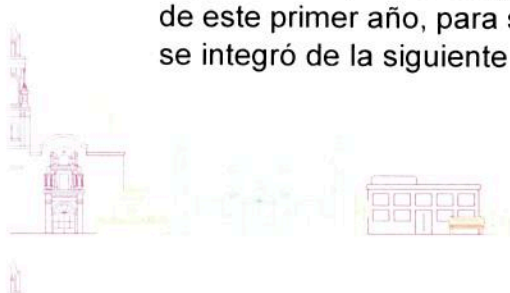 de este primer año, para s
se integró de la siguiente